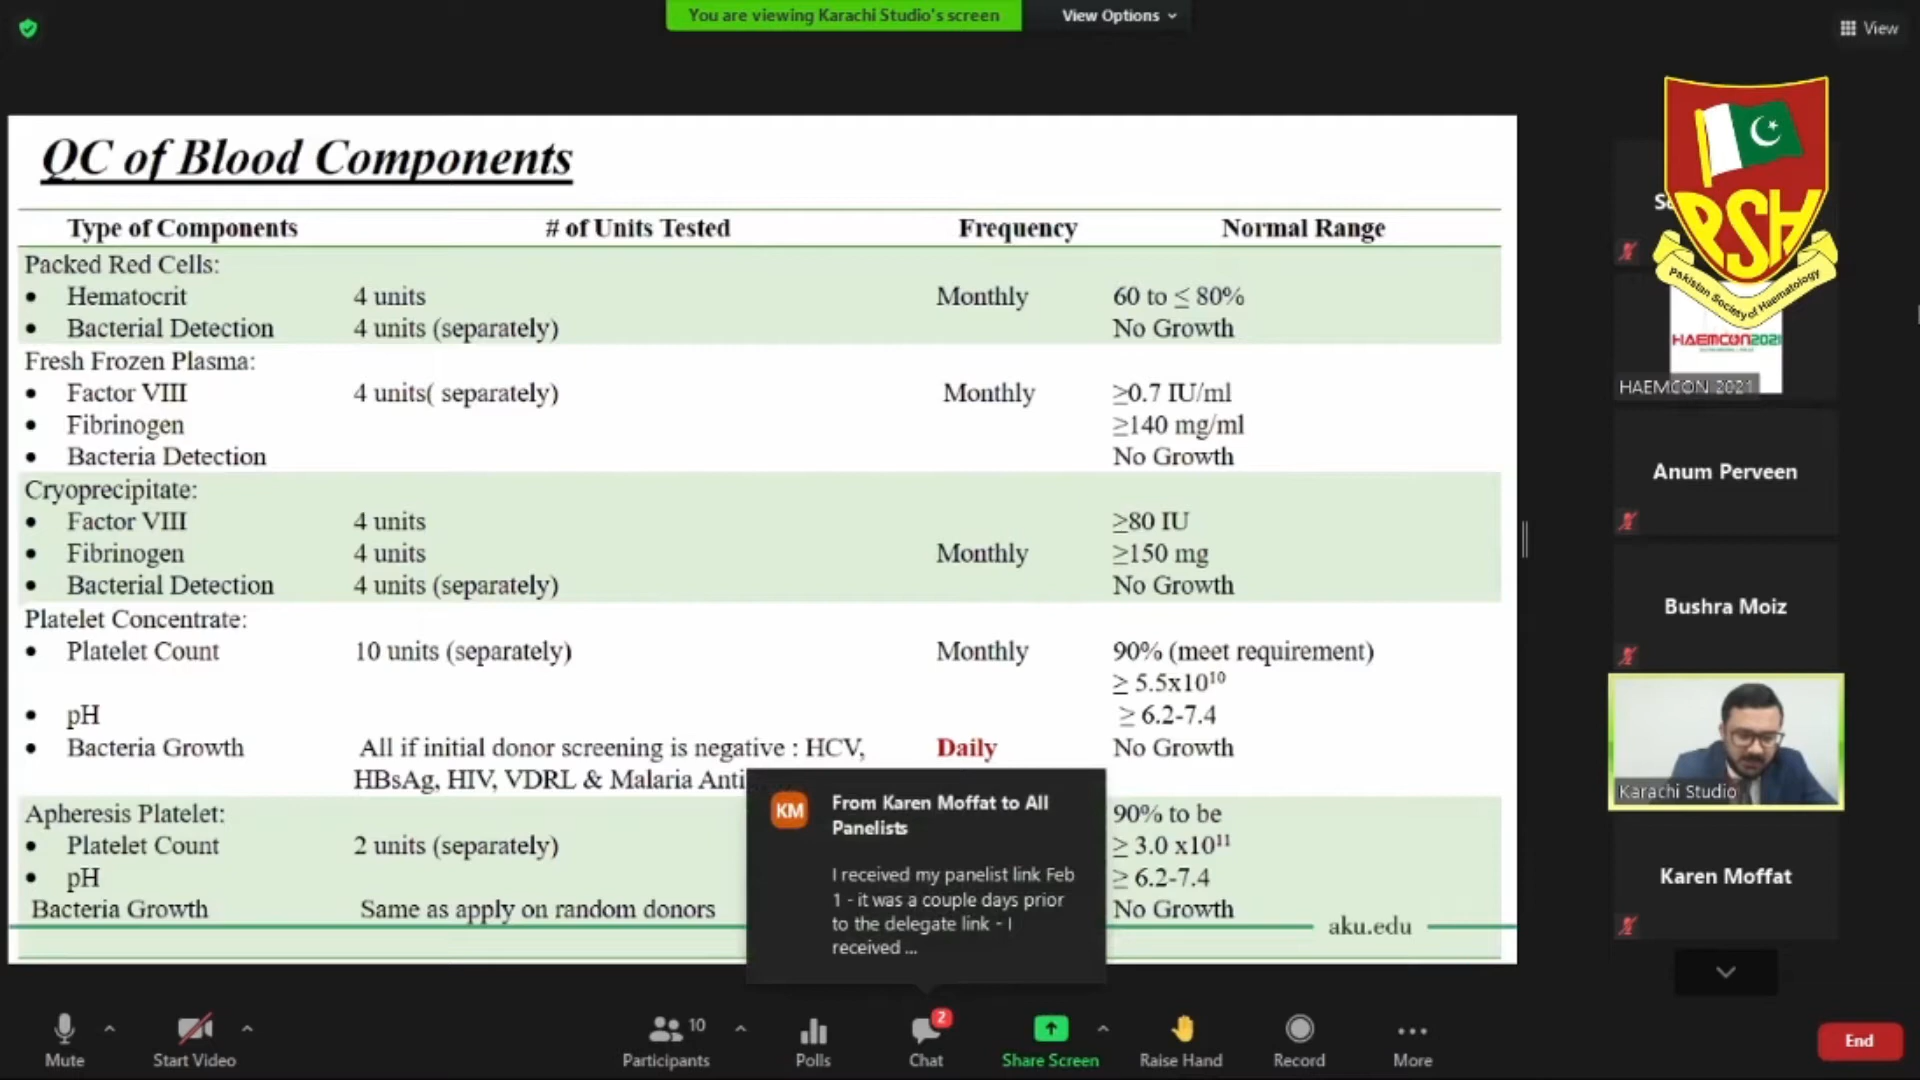 You are viewing Karachi Studio's screen
View Options
View
QC of Blood Components
Type of Components # of Units Tested Frequency Normal Range
Packed Red Cells:
• Hematocrit 4 units Monthly 60 to ≤ 80%
• Bacterial Detection 4 units (separately) No Growth
Fresh Frozen Plasma:
• Factor VIII 4 units( separately) Monthly ≥0.7 IU/ml
• Fibrinogen ≥140 mg/ml
• Bacteria Detection No Growth
Cryoprecipitate:
• Factor VIII 4 units ≥80 IU
• Fibrinogen 4 units Monthly ≥150 mg
• Bacterial Detection 4 units (separately) No Growth
Platelet Concentrate:
• Platelet Count 10 units (separately) Monthly 90% (meet requirement)
≥ 5.5x10¹⁰
• pH ≥ 6.2-7.4
• Bacteria Growth All if initial donor screening is negative : HCV, Daily No Growth
HBsAg, HIV, VDRL & Malaria Anti
Apheresis Platelet: 90% to be
• Platelet Count 2 units (separately) ≥ 3.0 x10¹¹
• pH ≥ 6.2-7.4
Bacteria Growth Same as apply on random donors No Growth
aku.edu
KM
From Karen Moffat to All
Panelists
I received my panelist link Feb
1 - it was a couple days prior
to the delegate link - I
received ...
PSH
Pakistan Society of Haematology
HAEMCON2021
HAEMCON 2021
Anum Perveen
Bushra Moiz
Karachi Studio
Karen Moffat
Mute
Start Video
Participants 10
Polls
Chat 2
Share Screen
Raise Hand
Record
More
End